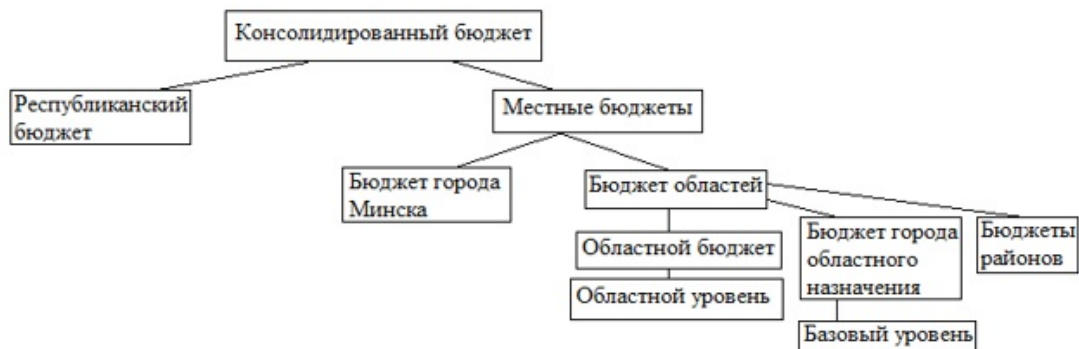 Консолидированный бюджет
Республиканский
бюджет
Местные бюджеты
Бюджет города
Минска
Бюджет областей
Областной бюджет
Областной уровень
Бюджет города
областного
назначения
Базовый уровень
Бюджеты
районов